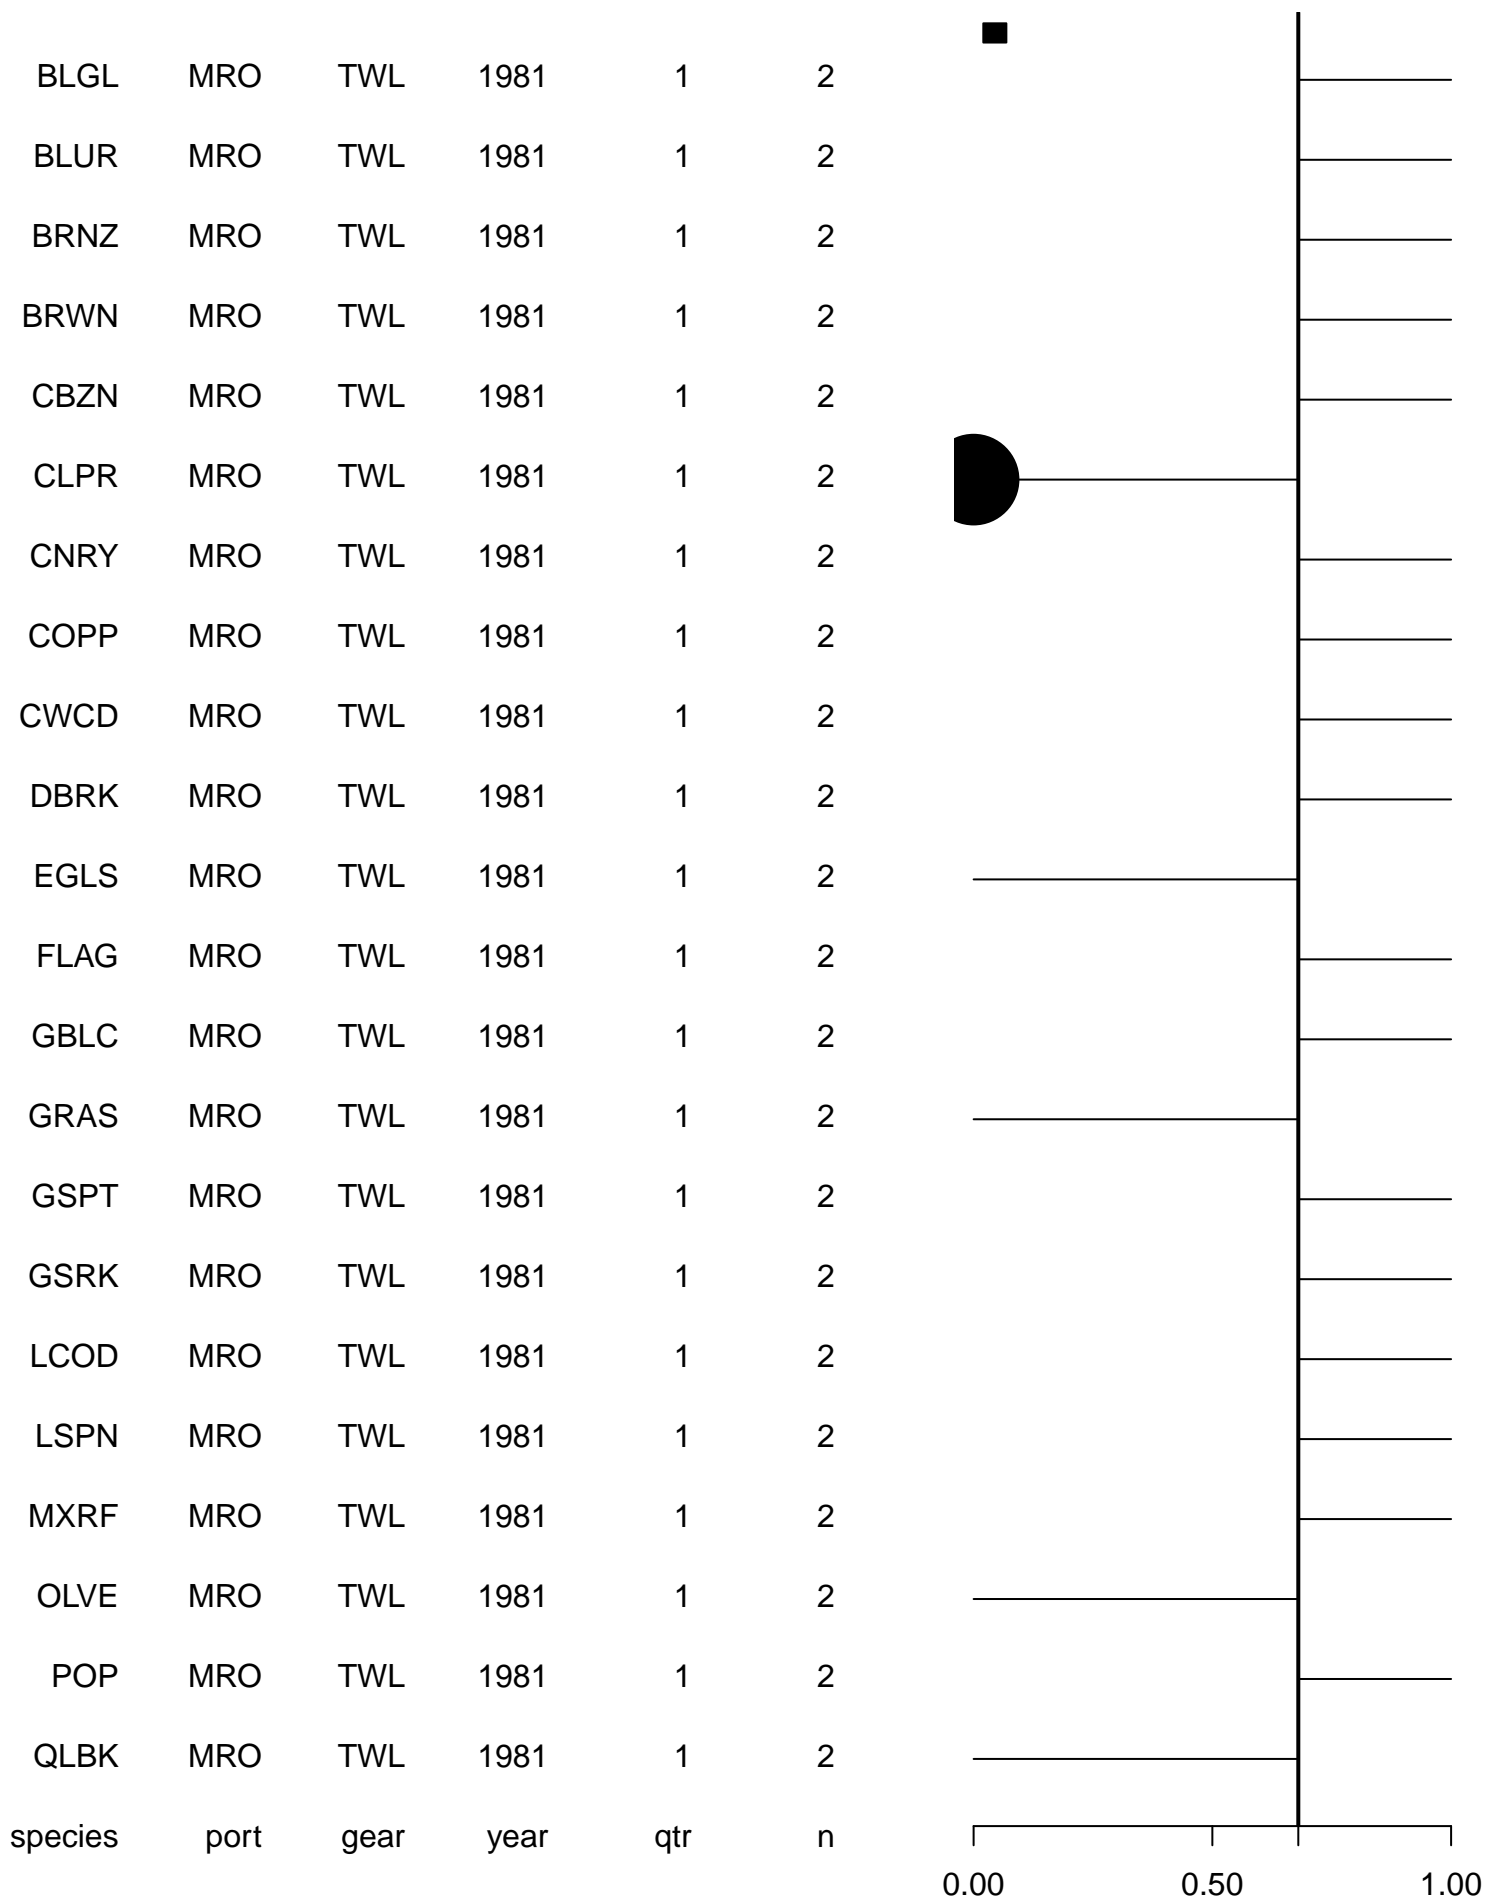 BLGL MRO TWL 1981 1 2
BLUR MRO TWL 1981 1 2
BRNZ MRO TWL 1981 1 2
BRWN MRO TWL 1981 1 2
CBZN MRO TWL 1981 1 2
CLPR MRO TWL 1981 1 2
CNRY MRO TWL 1981 1 2
COPP MRO TWL 1981 1 2
CWCD MRO TWL 1981 1 2
DBRK MRO TWL 1981 1 2
EGLS MRO TWL 1981 1 2
FLAG MRO TWL 1981 1 2
GBLC MRO TWL 1981 1 2
GRAS MRO TWL 1981 1 2
GSPT MRO TWL 1981 1 2
GSRK MRO TWL 1981 1 2
LCOD MRO TWL 1981 1 2
LSPN MRO TWL 1981 1 2
MXRF MRO TWL 1981 1 2
OLVE MRO TWL 1981 1 2
POP MRO TWL 1981 1 2
QLBK MRO TWL 1981 1 2
species port gear year qtr n
0.00 0.50 1.00